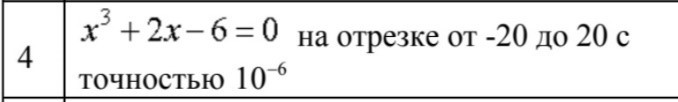 4
x³ + 2x − 6 = 0 на отрезке от -20 до 20 с
точностью 10⁻⁶